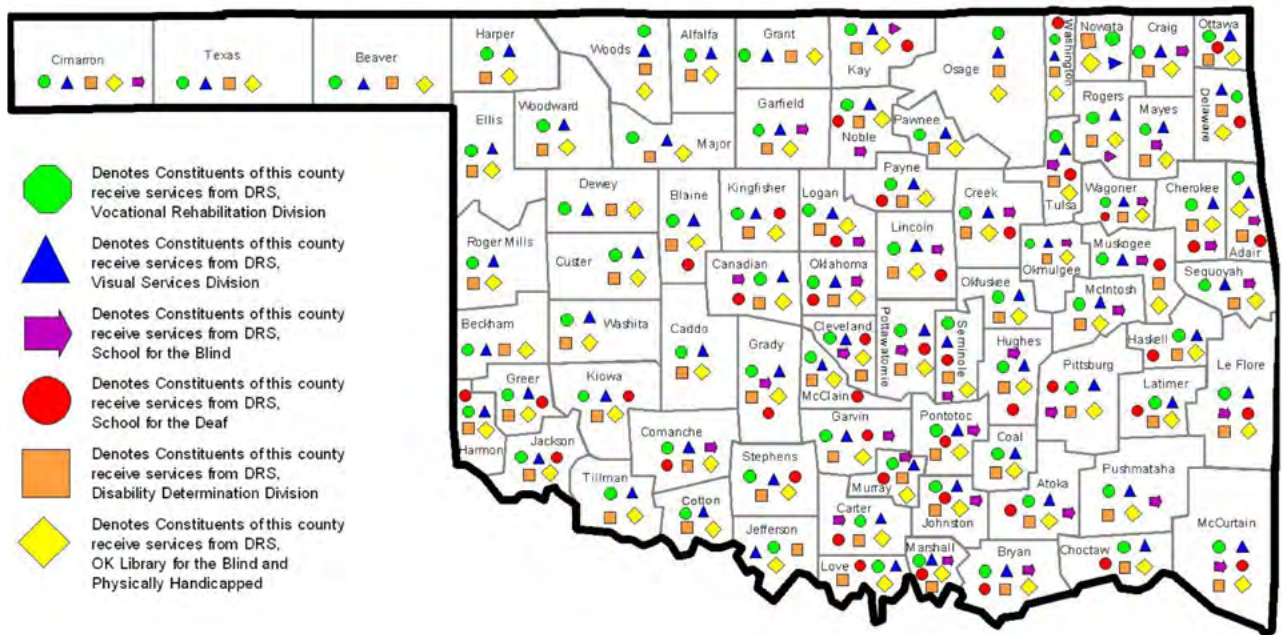 Cimarron
Texas
Beaver
Harper
Woods
Alfalfa
Grant
Kay
Osage
Washington
Nowata
Craig
Ottawa
Ellis
Woodward
Major
Garfield
Noble
Pawnee
Rogers
Mayes
Delaware
Denotes Constituents of this county
receive services from DRS,
Vocational Rehabilitation Division
Denotes Constituents of this county
receive services from DRS,
Visual Services Division
Denotes Constituents of this county
receive services from DRS,
School for the Blind
Denotes Constituents of this county
receive services from DRS,
School for the Deaf
Denotes Constituents of this county
receive services from DRS,
Disability Determination Division
Denotes Constituents of this county
receive services from DRS,
OK Library for the Blind and
Physically Handicapped
Dewey
Blaine
Kingfisher
Logan
Payne
Creek
Tulsa
Wagoner
Cherokee
Adair
Roger Mills
Custer
Canadian
Oklahoma
Lincoln
Okfuskee
Okmulgee
Muskogee
McIntosh
Sequoyah
Beckham
Washita
Caddo
Grady
Cleveland
Pottawatomie
Seminole
Hughes
Pittsburg
Haskell
Latimer
Le Flore
Greer
Kiowa
McClain
Harmon
Jackson
Comanche
Garvin
Pontotoc
Coal
Tillman
Stephens
Murray
Atoka
Pushmataha
Cotton
Carter
Johnston
Jefferson
Love
Marshall
Bryan
Choctaw
McCurtain